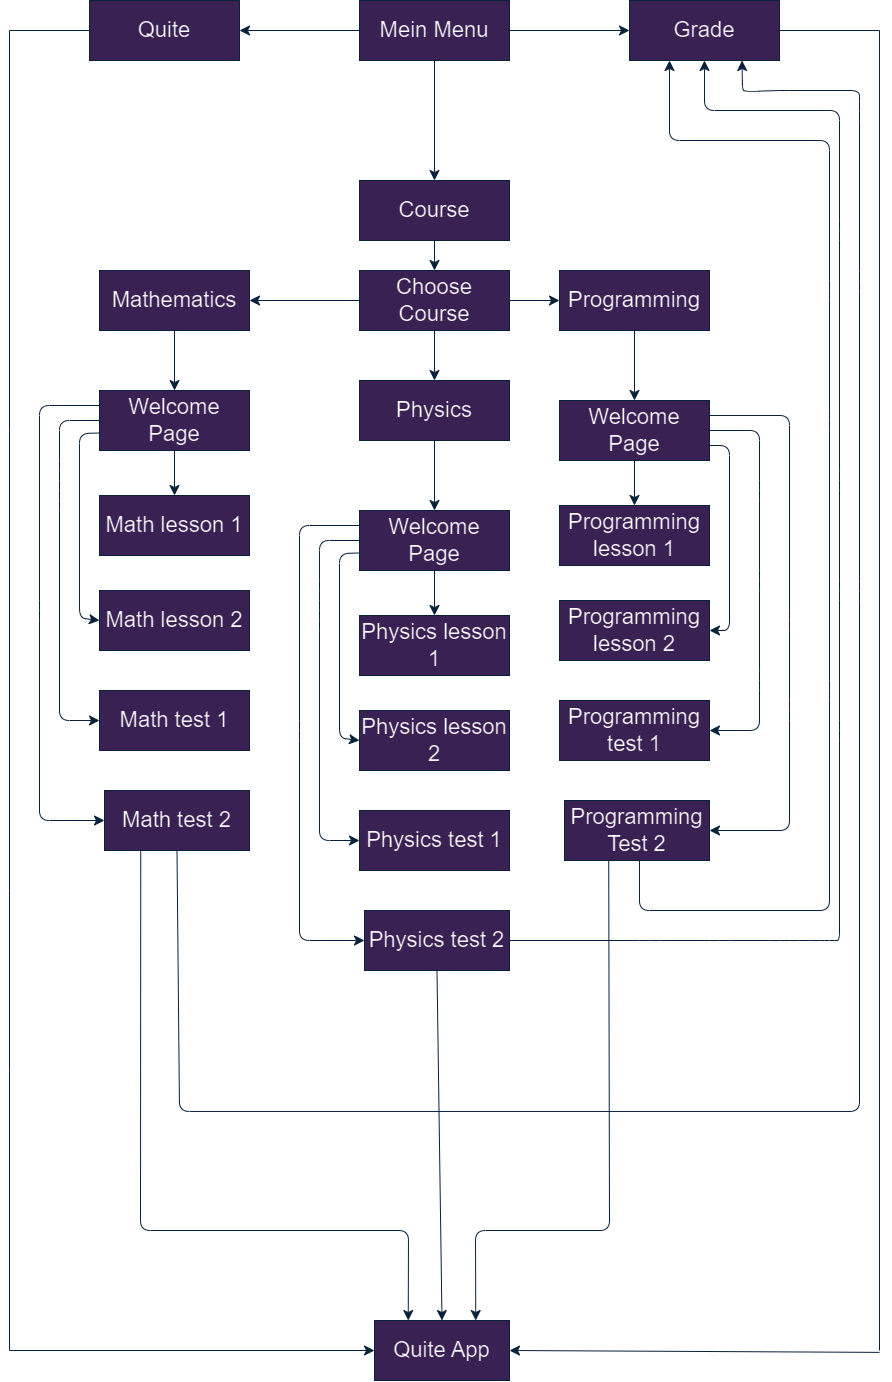 Quite
Mein Menu
Grade
Course
Choose
Course
Mathematics
Programming
Physics
Welcome
Page
Welcome
Page
Math lesson 1
Welcome
Page
Programming
lesson 1
Math lesson 2
Physics lesson
1
Programming
lesson 2
Math test 1
Physics lesson
2
Programming
test 1
Math test 2
Physics test 1
Programming
Test 2
Physics test 2
Quite App